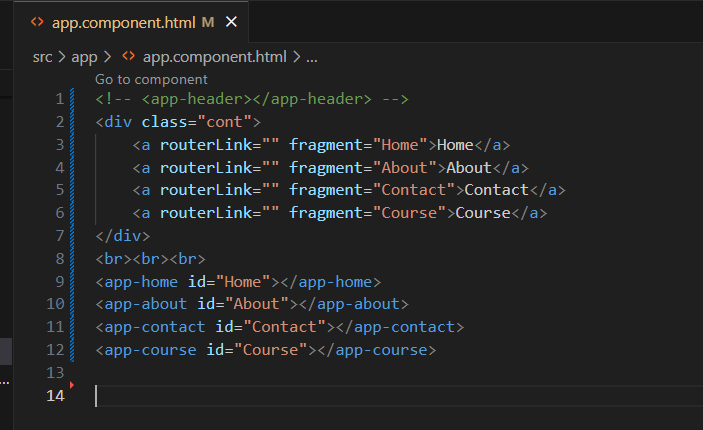 <> app.component.html M ×
src > app > <> app.component.html > ...
Go to component
1 <!-- <app-header></app-header> -->
2 <div class="cont">
3     <a routerLink="" fragment="Home">Home</a>
4     <a routerLink="" fragment="About">About</a>
5     <a routerLink="" fragment="Contact">Contact</a>
6     <a routerLink="" fragment="Course">Course</a>
7 </div>
8 <br><br><br>
9 <app-home id="Home"></app-home>
10 <app-about id="About"></app-about>
11 <app-contact id="Contact"></app-contact>
12 <app-course id="Course"></app-course>
13
14